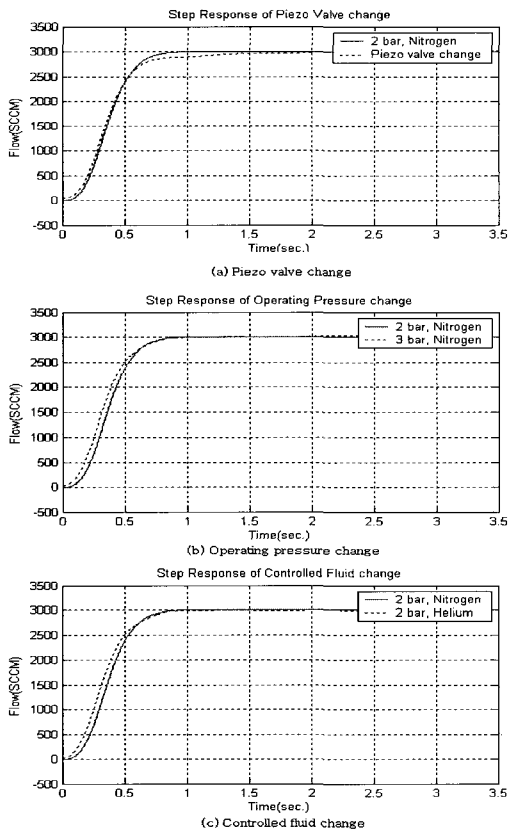 Step Response of Piezo Valve change
3500
3000
2500
2000
1500
1000
500
0
-500
Flow(SCCM)
2 bar, Nitrogen
Piezo valve change
0 0.5 1 1.5 2 2.5 3 3.5
Time(sec.)
(a) Piezo valve change
Step Response of Operating Pressure change
3500
3000
2500
2000
1500
1000
500
0
-500
Flow(SCCM)
2 bar, Nitrogen
3 bar, Nitrogen
0 0.5 1 1.5 2 2.5 3 3.5
Time(sec.)
(b) Operating pressure change
Step Response of Controlled Fluid change
3500
3000
2500
2000
1500
1000
500
0
-500
Flow(SCCM)
2 bar, Nitrogen
2 bar, Helium
0 0.5 1 1.5 2 2.5 3 3.5
Time(sec.)
(c) Controlled fluid change